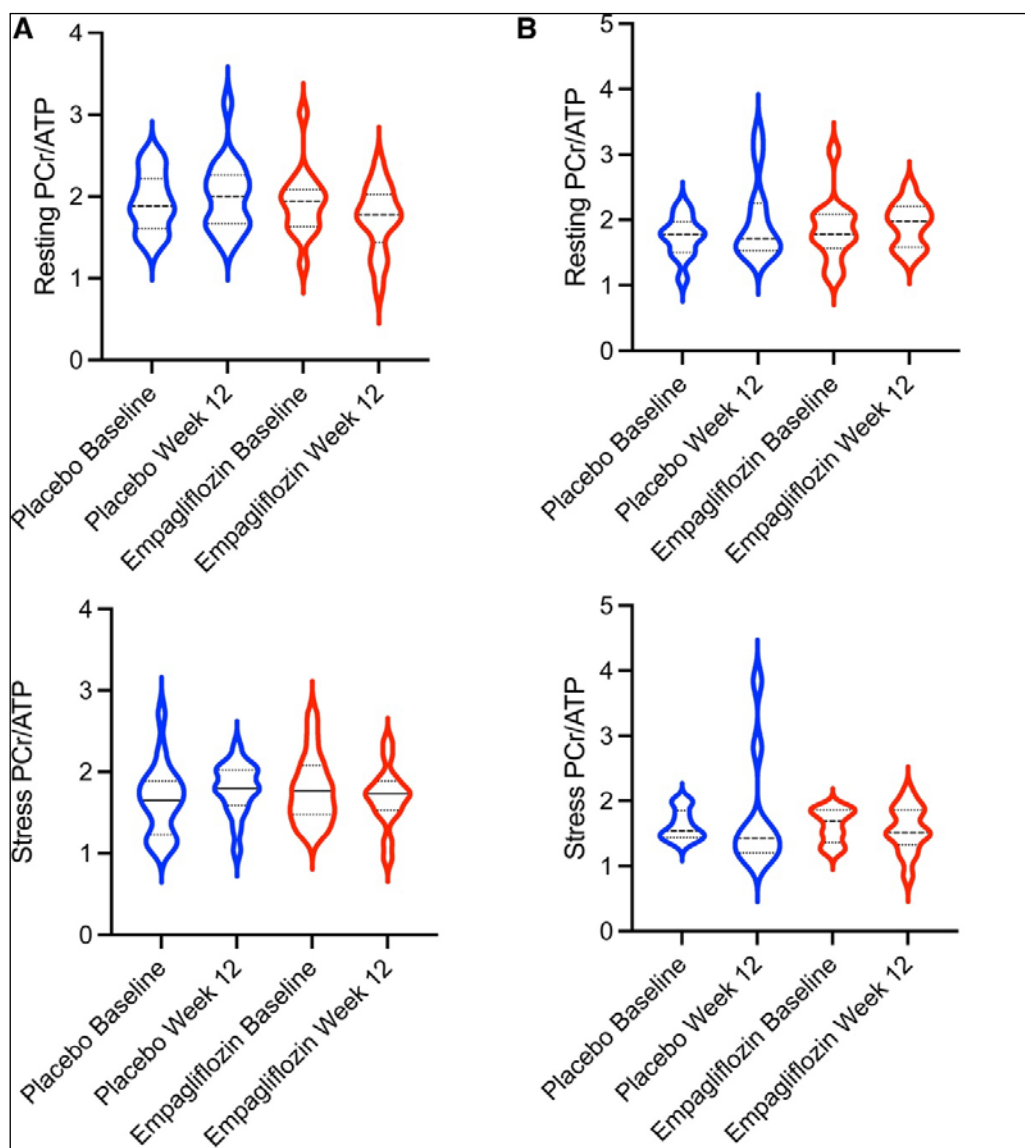 A
4
3
2
1
0
Resting PCr/ATP
Placebo Baseline
Placebo Week 12
Empagliflozin Baseline
Empagliflozin Week 12
B
5
4
3
2
1
0
Resting PCr/ATP
Placebo Baseline
Placebo Week 12
Empagliflozin Baseline
Empagliflozin Week 12
4
3
2
1
0
Stress PCr/ATP
Placebo Baseline
Placebo Week 12
Empagliflozin Baseline
Empagliflozin Week 12
5
4
3
2
1
0
Stress PCr/ATP
Placebo Baseline
Placebo Week 12
Empagliflozin Baseline
Empagliflozin Week 12